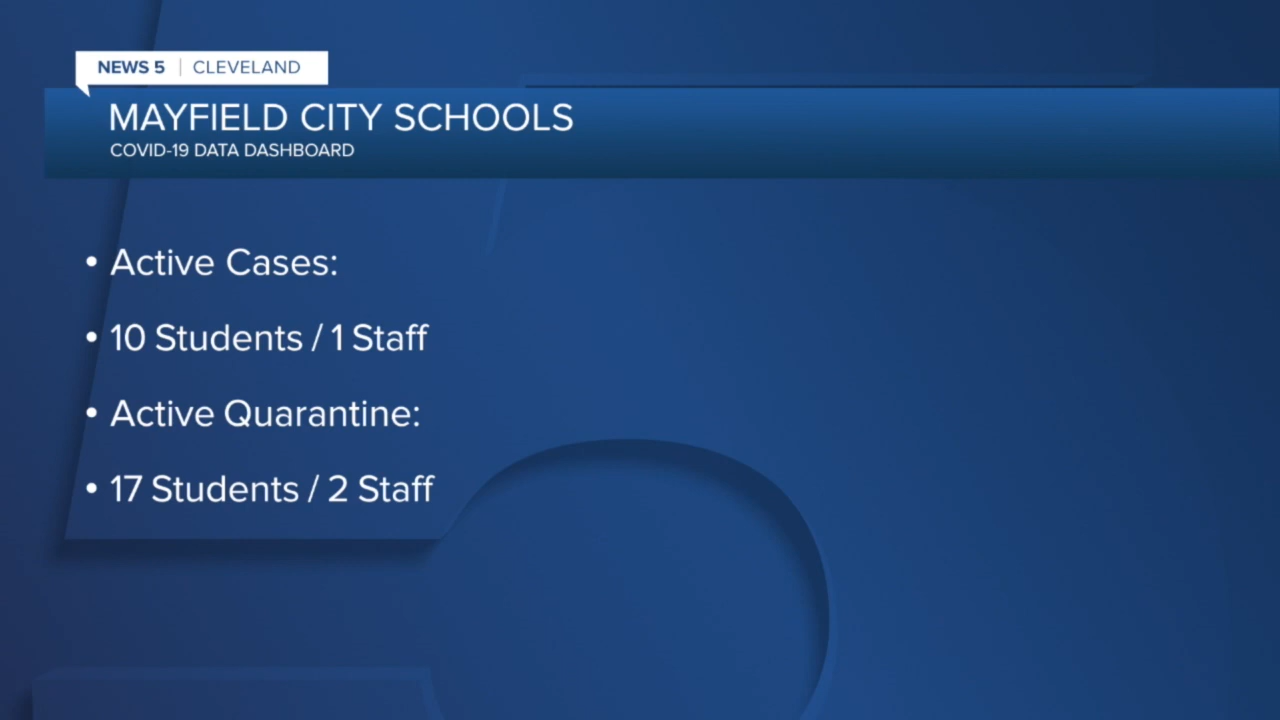 NEWS 5 | CLEVELAND
MAYFIELD CITY SCHOOLS
COVID-19 DATA DASHBOARD
• Active Cases:
• 10 Students / 1 Staff
• Active Quarantine:
• 17 Students / 2 Staff